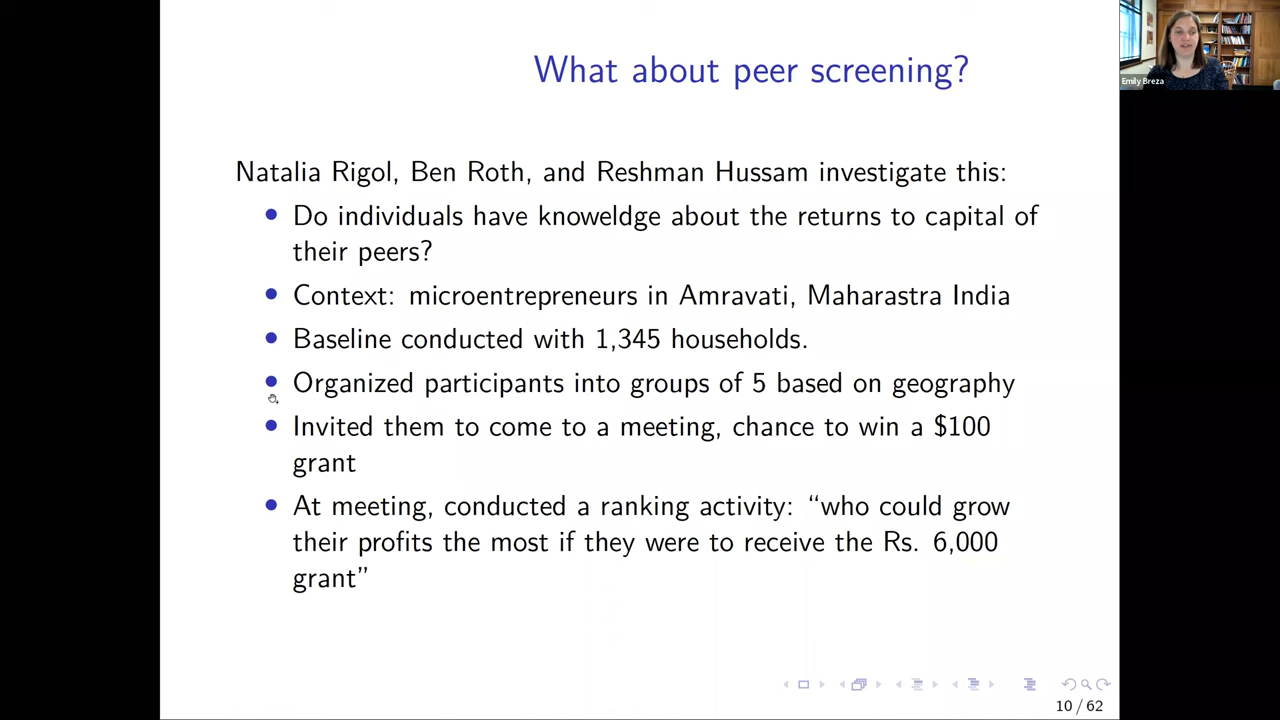 What about peer screening?
Emily Breza
Natalia Rigol, Ben Roth, and Reshman Hussam investigate this:
Do individuals have knoweldge about the returns to capital of
their peers?
Context: microentrepreneurs in Amravati, Maharastra India
Baseline conducted with 1,345 households.
Organized participants into groups of 5 based on geography
Invited them to come to a meeting, chance to win a $100
grant
At meeting, conducted a ranking activity: “who could grow
their profits the most if they were to receive the Rs. 6,000
grant”
10 / 62